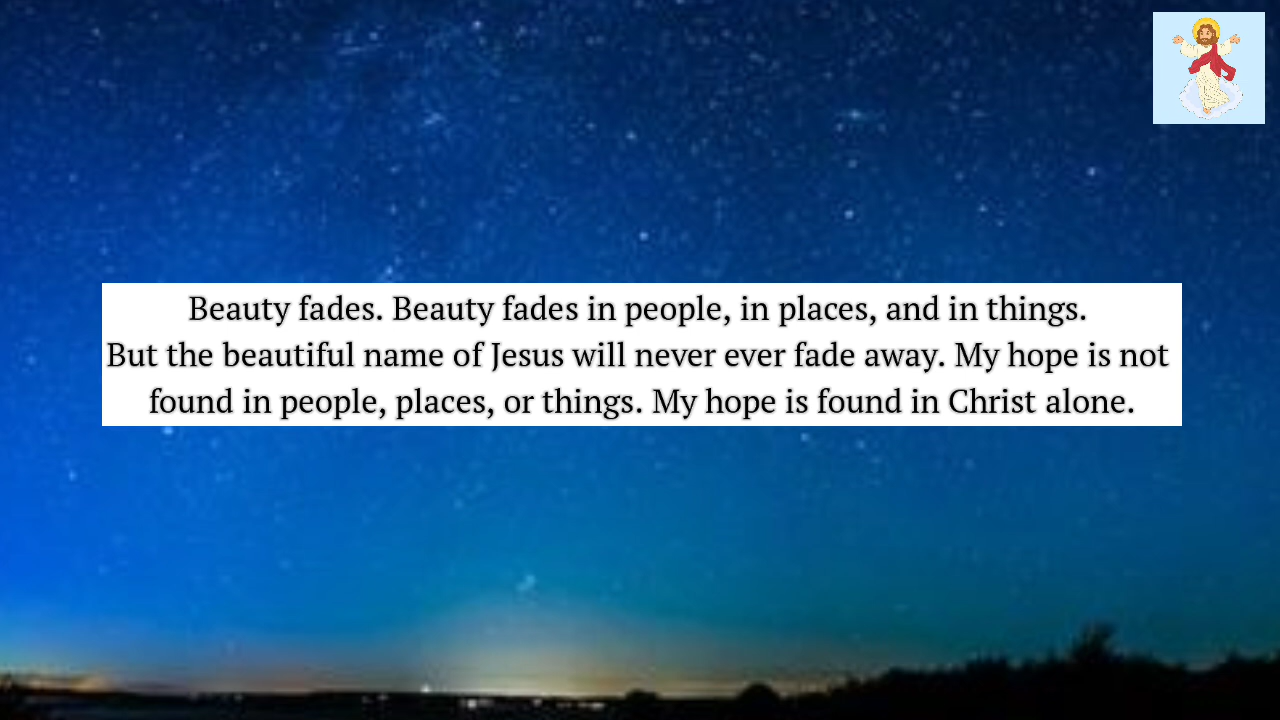 Beauty fades. Beauty fades in people, in places, and in things.
But the beautiful name of Jesus will never ever fade away. My hope is not
found in people, places, or things. My hope is found in Christ alone.